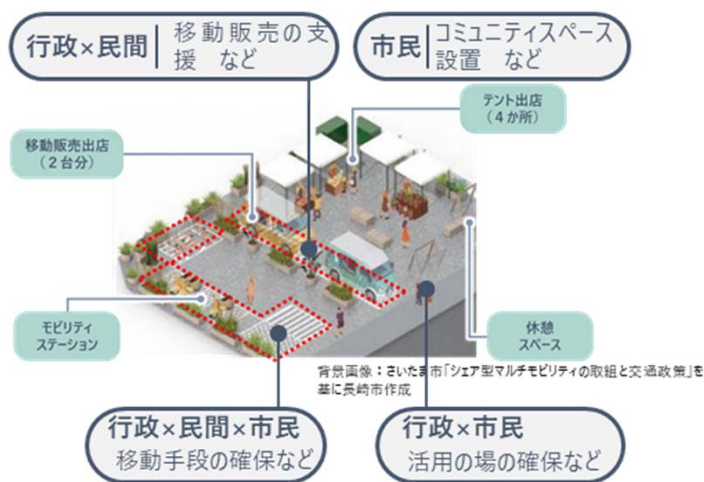 行政×民間
移動販売の支
援 など
市民
コミュニティスペース
設置 など
テント出店
（４か所）
移動販売出店
（２台分）
モビリティ
ステーション
休憩
スペース
背景画像：さいたま市「シェア型マルチモビリティの取組と交通政策」を
基に長崎市作成
行政×民間×市民
移動手段の確保など
行政×市民
活用の場の確保など